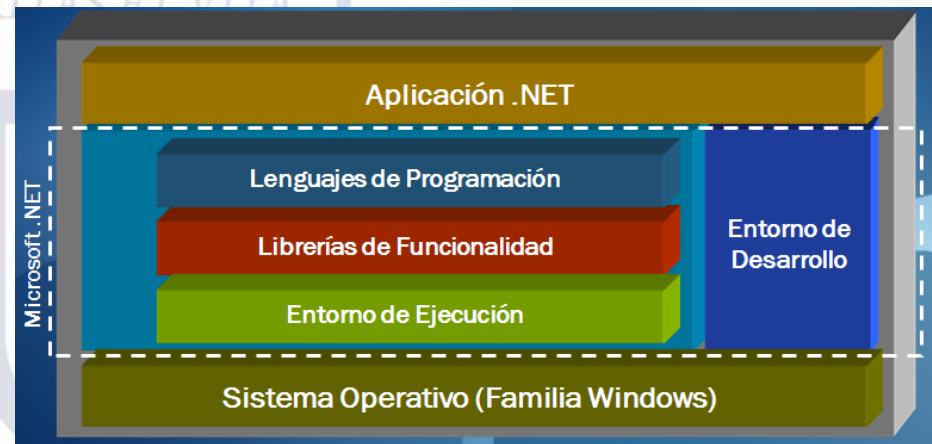 Aplicación .NET
Lenguajes de Programación
Librerías de Funcionalidad
Entorno de Ejecución
Entorno de
Desarrollo
Microsoft .NET
Sistema Operativo (Familia Windows)